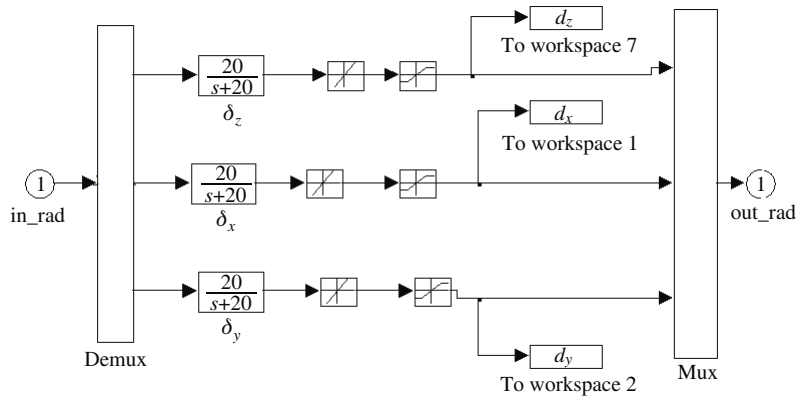 d_z
To workspace 7
20
s+20
δ_z
d_x
To workspace 1
1
in_rad
20
s+20
δ_x
1
out_rad
20
s+20
δ_y
d_y
To workspace 2
Demux
Mux